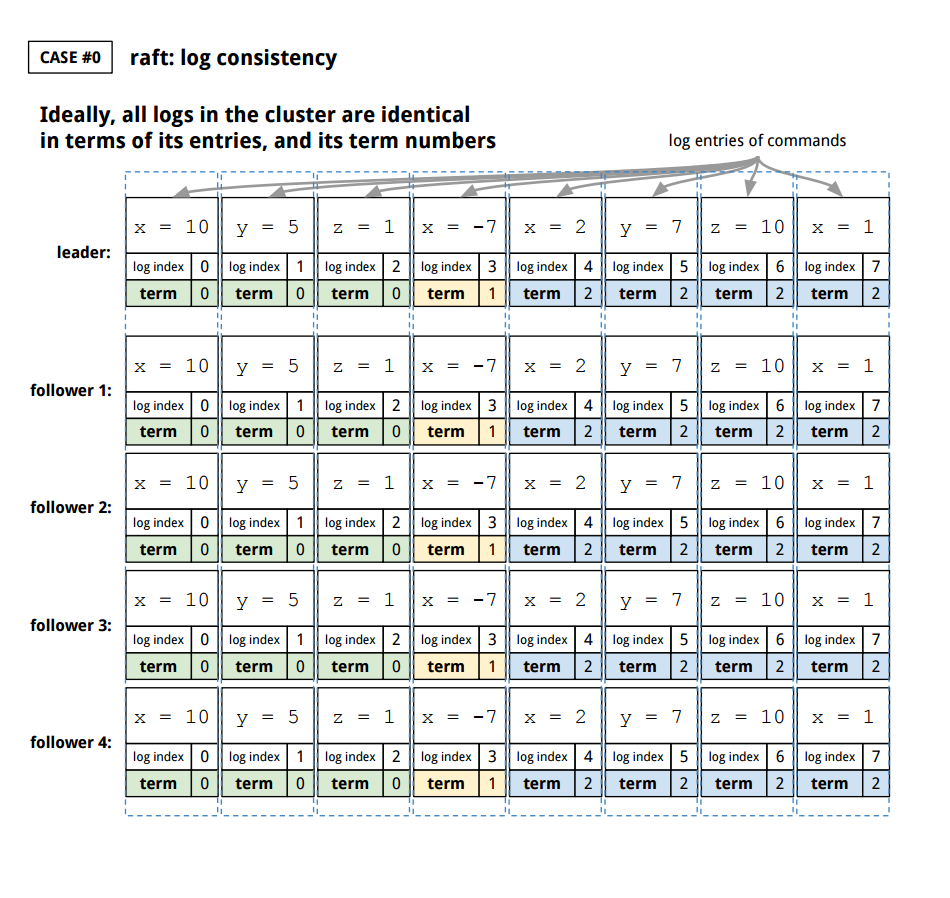 CASE #0 raft: log consistency
Ideally, all logs in the cluster are identical
in terms of its entries, and its term numbers
log entries of commands
leader:
x = 10 y = 5 z = 1 x = -7 x = 2 y = 7 z = 10 x = 1
log index 0 log index 1 log index 2 log index 3 log index 4 log index 5 log index 6 log index 7
term 0 term 0 term 0 term 1 term 2 term 2 term 2 term 2
follower 1:
x = 10 y = 5 z = 1 x = -7 x = 2 y = 7 z = 10 x = 1
log index 0 log index 1 log index 2 log index 3 log index 4 log index 5 log index 6 log index 7
term 0 term 0 term 0 term 1 term 2 term 2 term 2 term 2
follower 2:
x = 10 y = 5 z = 1 x = -7 x = 2 y = 7 z = 10 x = 1
log index 0 log index 1 log index 2 log index 3 log index 4 log index 5 log index 6 log index 7
term 0 term 0 term 0 term 1 term 2 term 2 term 2 term 2
follower 3:
x = 10 y = 5 z = 1 x = -7 x = 2 y = 7 z = 10 x = 1
log index 0 log index 1 log index 2 log index 3 log index 4 log index 5 log index 6 log index 7
term 0 term 0 term 0 term 1 term 2 term 2 term 2 term 2
follower 4:
x = 10 y = 5 z = 1 x = -7 x = 2 y = 7 z = 10 x = 1
log index 0 log index 1 log index 2 log index 3 log index 4 log index 5 log index 6 log index 7
term 0 term 0 term 0 term 1 term 2 term 2 term 2 term 2